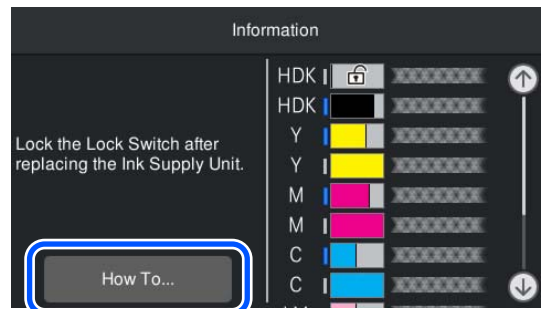 Information
Lock the Lock Switch after
replacing the Ink Supply Unit.
How To...
HDK
HDK
Y
Y
M
M
C
C